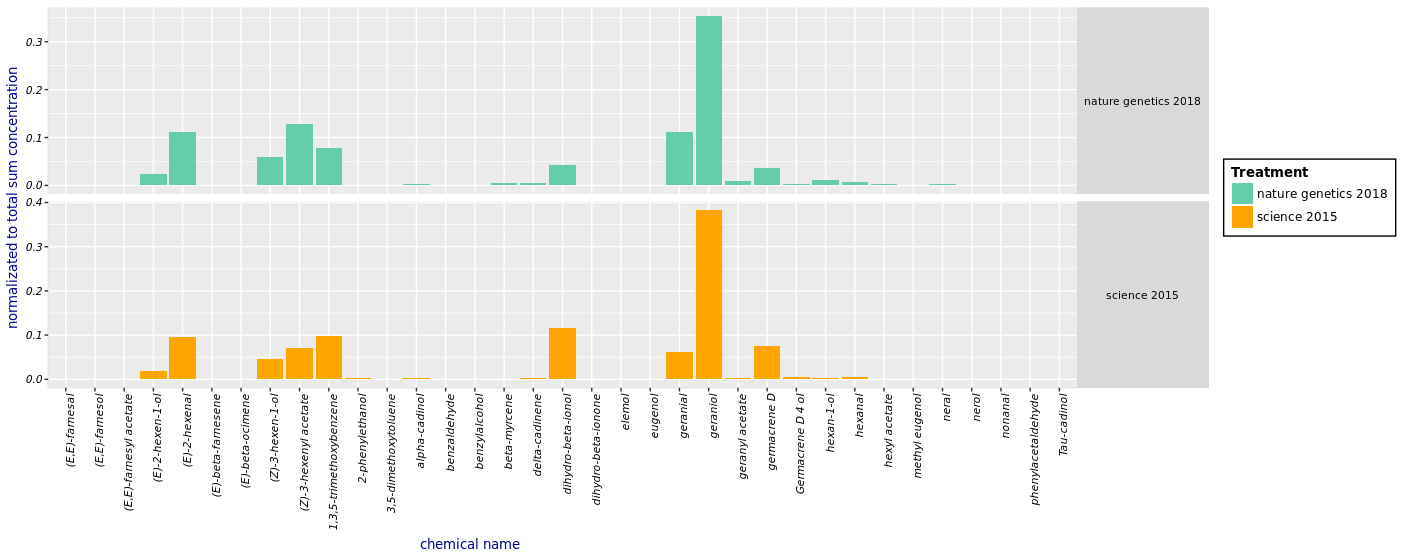 normalizated to total sum concentration
0.3
0.2
0.1
0.0
nature genetics 2018
0.4
0.3
0.2
0.1
0.0
science 2015
(E,E)-farnesal
(E,E)-farnesol
(E,E)-farnesyl acetate
(E)-2-hexen-1-ol
(E)-2-hexenal
(E)-beta-farnesene
(E)-beta-ocimene
(Z)-3-hexen-1-ol
(Z)-3-hexenyl acetate
1,3,5-trimethoxybenzene
2-phenylethanol
3,5-dimethoxytoluene
alpha-cadinol
benzaldehyde
benzylalcohol
beta-myrcene
delta-cadinene
dihydro-beta-ionol
dihydro-beta-ionone
elemol
eugenol
geranial
geraniol
geranyl acetate
germacrene D
Germacrene D 4 ol
hexan-1-ol
hexanal
hexyl acetate
methyl eugenol
neral
nerol
nonanal
phenylacetaldehyde
Tau-cadinol
chemical name
Treatment
nature genetics 2018
science 2015